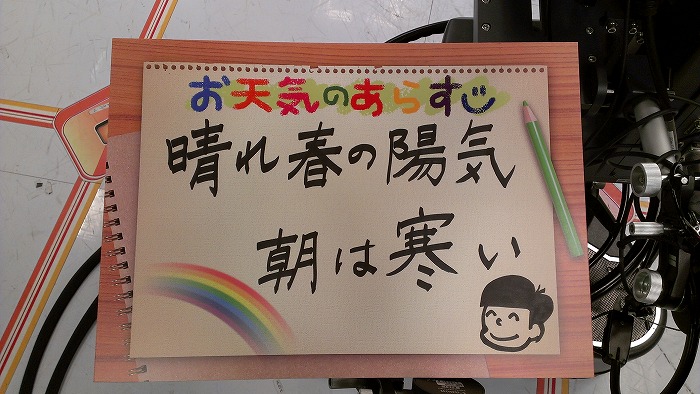 お天気のあらすじ
晴れ春の陽気
朝は寒い